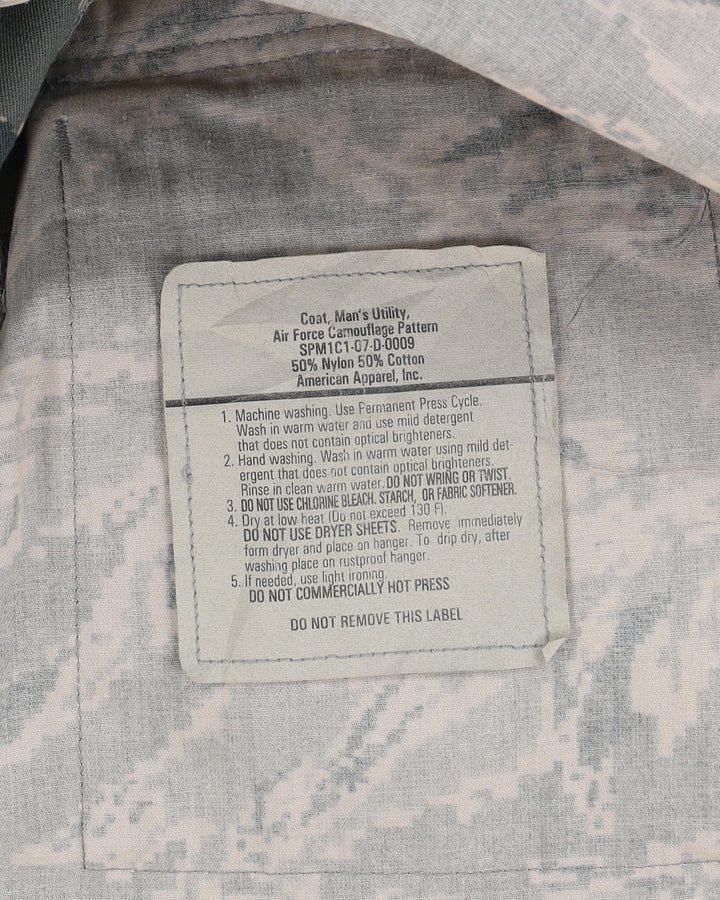 Coat, Man's Utility,
Air Force Camouflage Pattern
SPM1C1-07-D-0009
50% Nylon 50% Cotton
American Apparel, Inc.
1. Machine washing. Use Permanent Press Cycle.
Wash in warm water and use mild detergent
that does not contain optical brighteners.
2. Hand washing. Wash in warm water using mild det-
ergent that does not contain optical brighteners.
Rinse in clean warm water. DO NOT WRING OR TWIST.
3. DO NOT USE CHLORINE BLEACH, STARCH, OR FABRIC SOFTENER.
4. Dry at low heat (Do not exceed 130 F).
DO NOT USE DRYER SHEETS. Remove immediately
form dryer and place on hanger. To drip dry, after
washing place on rustproof hanger.
5. If needed, use light ironing.
DO NOT COMMERCIALLY HOT PRESS
DO NOT REMOVE THIS LABEL